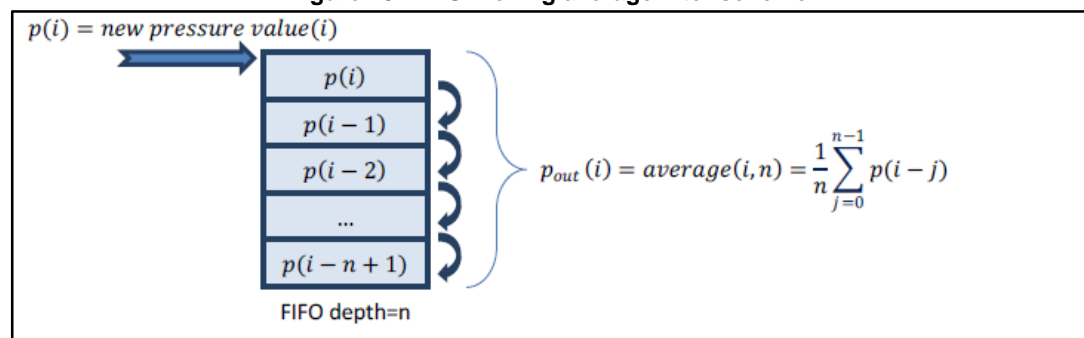 p(i) = new pressure value(i)
p(i)
p(i − 1)
p(i − 2)
...
p(i − n + 1)
FIFO depth=n
p_out (i) = average(i, n) = 1/n ∑_{j=0}^{n−1} p(i − j)